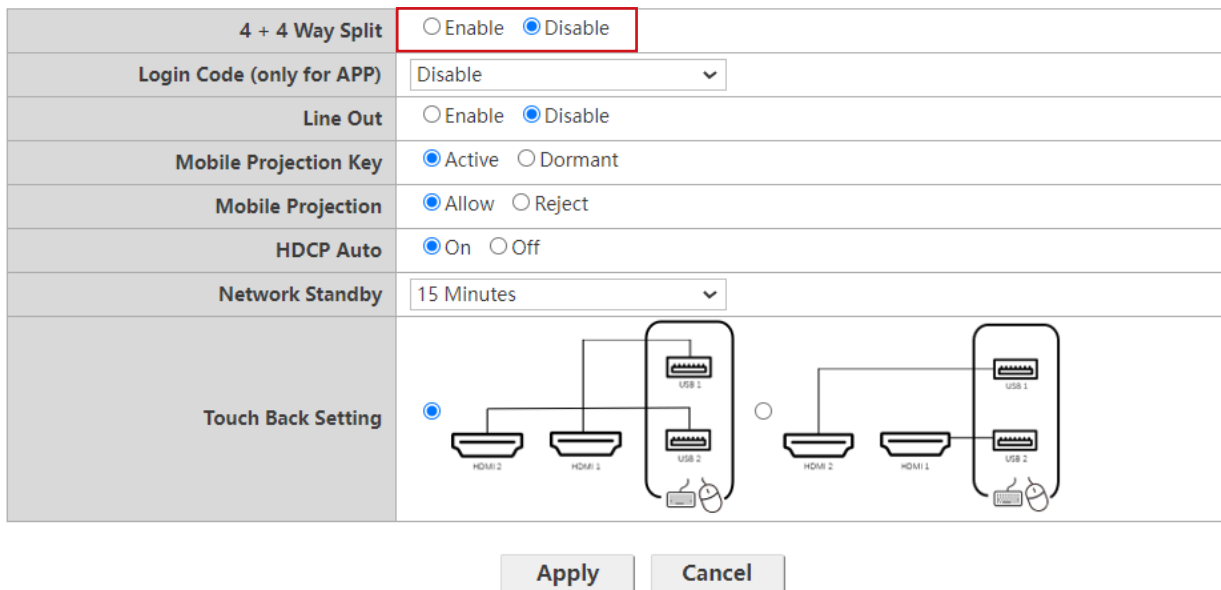 4 + 4 Way Split Enable Disable
Login Code (only for APP) Disable
Line Out Enable Disable
Mobile Projection Key Active Dormant
Mobile Projection Allow Reject
HDCP Auto On Off
Network Standby 15 Minutes
Touch Back Setting
USB 1
USB 2
HDMI 2 HDMI 1
USB 1
USB 2
HDMI 2 HDMI 1
Apply Cancel